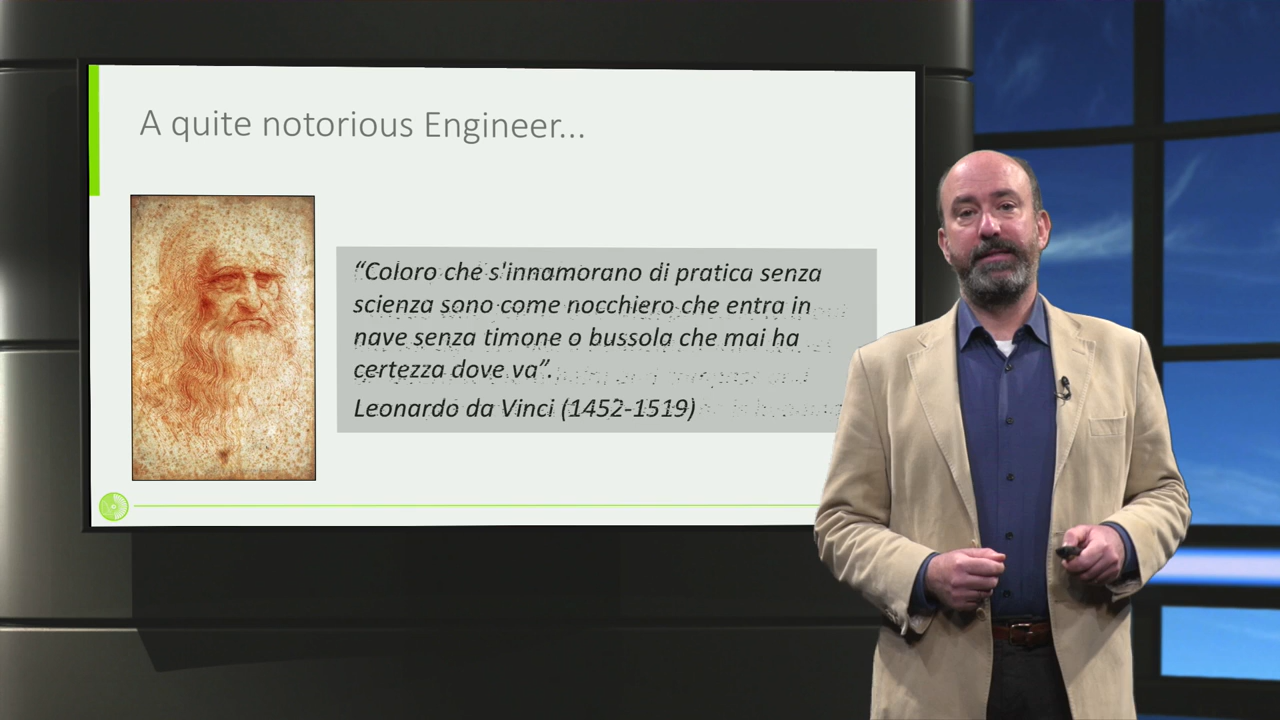 A quite notorious Engineer...
“Coloro che s'innamorano di pratica senza
scienza sono come nocchiero che entra in
nave senza timone o bussola che mai ha
certezza dove va”.
Leonardo da Vinci (1452-1519)